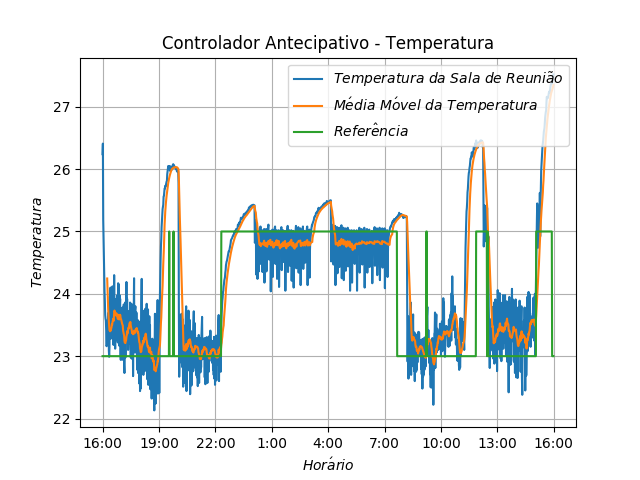 Controlador Antecipativo - Temperatura
Temperatura da Sala de Reunião
Média Móvel da Temperatura
Referência
27
26
25
24
23
22
Temperatura
16:00 19:00 22:00 1:00 4:00 7:00 10:00 13:00 16:00
Horário